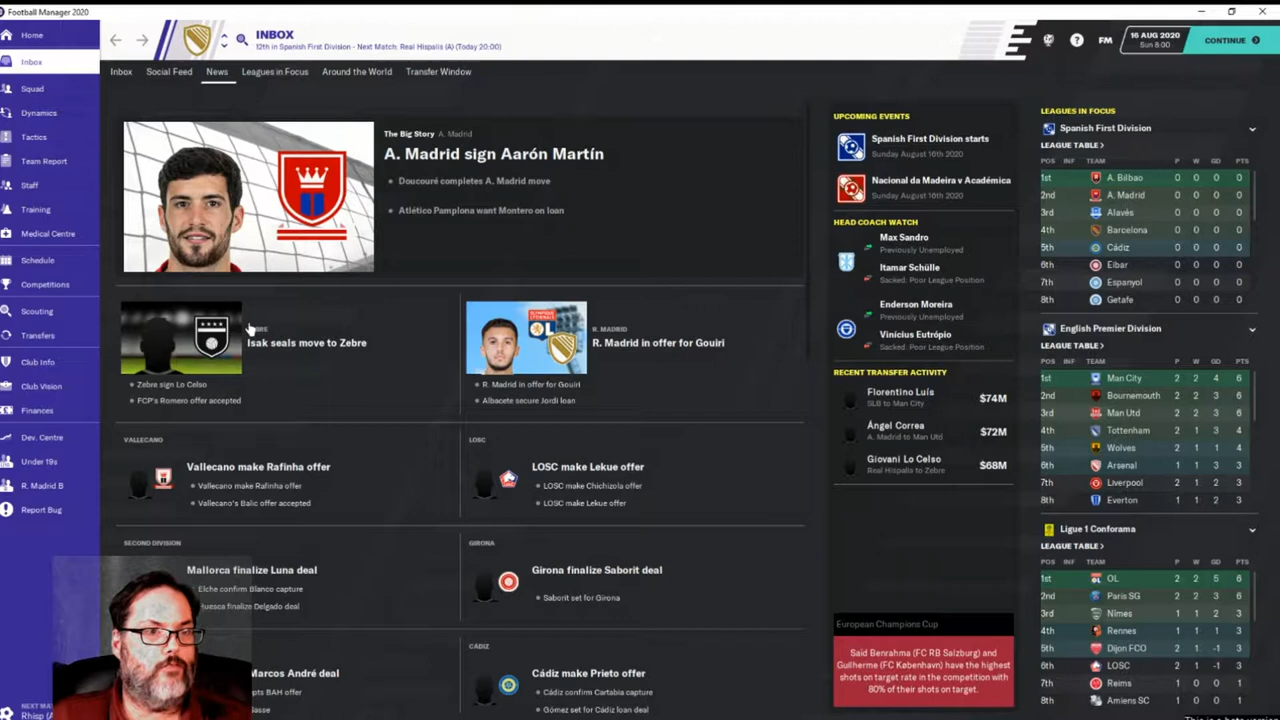 Football Manager 2020
Home
Inbox
Squad
Dynamics
Tactics
Team Report
Staff
Training
Medical Centre
Schedule
Competitions
Scouting
Transfers
Club Info
Club Vision
Finances
Dev. Centre
Under 19s
R. Madrid B
Report Bug
NEXT MA
Rhisp (A)
INBOX
12th in Spanish First Division - Next Match: Real Hispalis (A) (Today 20:00)
FM
16 AUG 2020
Sun 8:00
CONTINUE
Inbox Social Feed News Leagues in Focus Around the World Transfer Window
The Big Story A. Madrid
A. Madrid sign Aarón Martín
Doucouré completes A. Madrid move
Atlético Pamplona want Montero on loan
Isak seals move to Zebre
Zebre sign Lo Celso
FCP's Romero offer accepted
R. MADRID
R. Madrid in offer for Gouiri
OLYMPIQUE LYONNAIS
OL
R. Madrid in offer for Gouiri
Albacete secure Jordi loan
VALLECANO
Vallecano make Rafinha offer
Vallecano make Rafinha offer
Vallecano's Balic offer accepted
LOSC
LOSC make Lekue offer
LOSC make Chichizola offer
LOSC make Lekue offer
SECOND DIVISION
Mallorca finalize Luna deal
Elche confirm Blanco capture
Huesca finalize Delgado deal
GIRONA
Girona finalize Saborit deal
Saborit set for Girona
Marcos André deal
BAH offer
CÁDIZ
Cádiz make Prieto offer
Cádiz confirm Cartabia capture
Gómez set for Cádiz loan deal
UPCOMING EVENTS
Spanish First Division starts
Sunday August 16th 2020
Nacional da Madeira v Académica
Sunday August 16th 2020
HEAD COACH WATCH
Max Sandro
Previously Unemployed
Itamar Schülle
Sacked: Poor League Position
Enderson Moreira
Previously Unemployed
Vinícius Eutrópio
Sacked: Poor League Position
RECENT TRANSFER ACTIVITY
Florentino Luís
SLB to Man City
$74M
Ángel Correa
A. Madrid to Man Utd
$72M
Giovani Lo Celso
Real Hispalis to Zebre
$68M
European Champions Cup
Saïd Benrahma (FC RB Salzburg) and
Guilherme (FC København) have the highest
shots on target rate in the competition with
80% of their shots on target.
LEAGUES IN FOCUS
Spanish First Division
LEAGUE TABLE >
POS INF TEAM P W GD PTS
1st A. Bilbao 0 0 0 0
2nd A. Madrid 0 0 0 0
3rd Alavés 0 0 0 0
4th Barcelona 0 0 0 0
5th Cádiz 0 0 0 0
6th Eibar 0 0 0 0
7th Espanyol 0 0 0 0
8th Getafe 0 0 0 0
English Premier Division
LEAGUE TABLE >
POS INF TEAM P W GD PTS
1st Man City 2 2 4 6
2nd Bournemouth 2 2 3 6
3rd Man Utd 2 2 3 6
4th Tottenham 2 1 3 4
5th Wolves 2 1 1 4
6th Arsenal 1 1 3 3
7th Liverpool 2 1 2 3
8th Everton 1 1 2 3
Ligue 1 Conforama
LEAGUE TABLE >
POS INF TEAM P W GD PTS
1st OL 2 2 5 6
2nd Paris SG 2 2 3 6
3rd Nîmes 1 1 2 3
4th Rennes 1 1 1 3
5th Dijon FCO 2 1 -1 3
6th LOSC 2 1 -1 3
7th Reims 1 0 0 1
8th Amiens SC 1 0 0 1